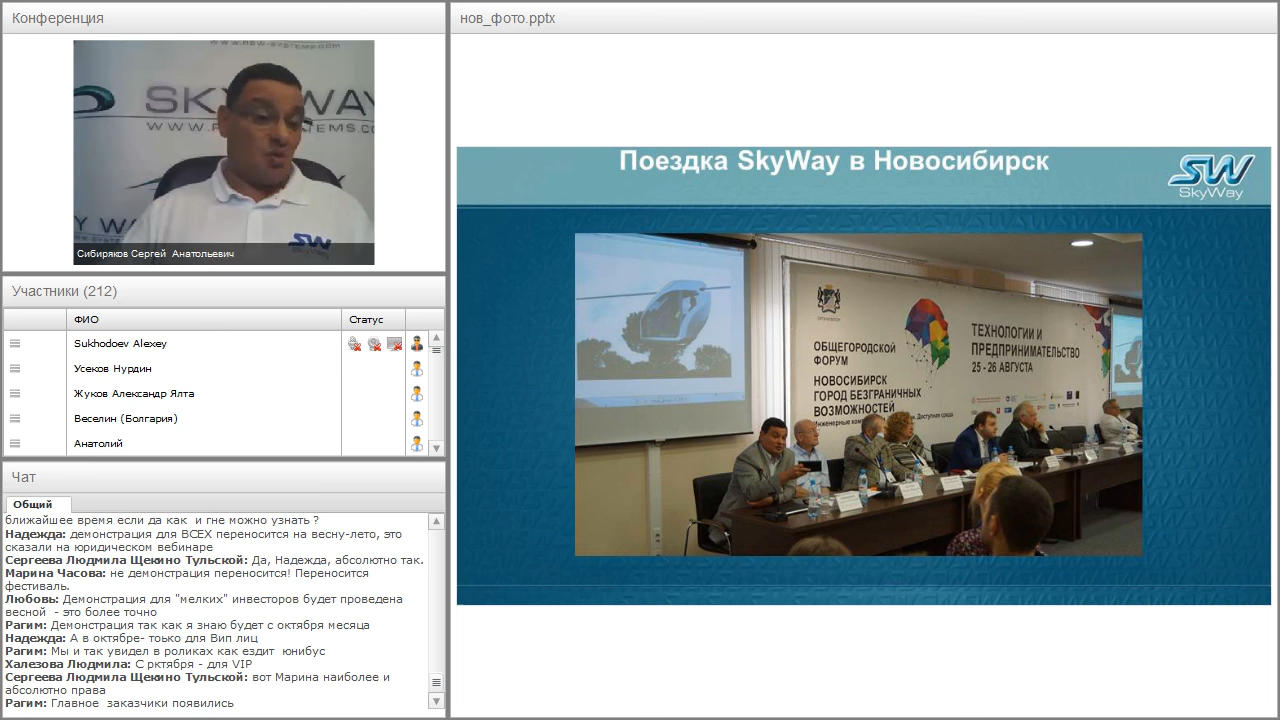 Конференция
SKYWAY
Сибиряков Сергей Анатольевич
Участники (212)
ФИО
Статус
Sukhodoev Alexey
Усеков Нурдин
Жуков Александр Ялта
Веселин (Болгария)
Анатолий
Чат
Общий
ближайшее время если да как и гне можно узнать ?
Надежда: демонстрация для ВСЕХ переносится на весну-лето, это
сказали на юридическом вебинаре
Сергеева Людмила Щекино Тульской: Да, Надежда, абсолютно так.
Марина Часова: не демонстрация переносится! Переносится
фестиваль.
Любовь: Демонстрация для "мелких" инвесторов будет проведена
весной - это более точно
Рагим: Демонстрация так как я знаю будет с октября месяца
Надежда: А в октябре- тоько для Вип лиц
Рагим: Мы и так увидел в роликах как ездит юнибус
Халезова Людмила: С рктября - для VIP
Сергеева Людмила Щекино Тульской: вот Марина наиболее и
абсолютно права
Рагим: Главное заказчики появились
нов_фото.pptx
Поездка SkyWay в Новосибирск
SW
SkyWay
ОБЩЕГОРОДСКОЙ
ФОРУМ
НОВОСИБИРСК
ГОРОД БЕЗГРАНИЧНЫХ
ВОЗМОЖНОСТЕЙ
ТЕХНОЛОГИИ И
ПРЕДПРИНИМАТЕЛЬСТВО
25 - 26 АВГУСТА